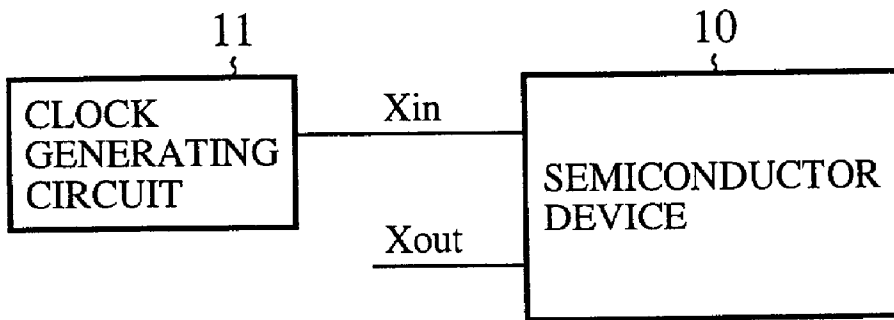 11
10
CLOCK
GENERATING
CIRCUIT
Xin
SEMICONDUCTOR
DEVICE
Xout